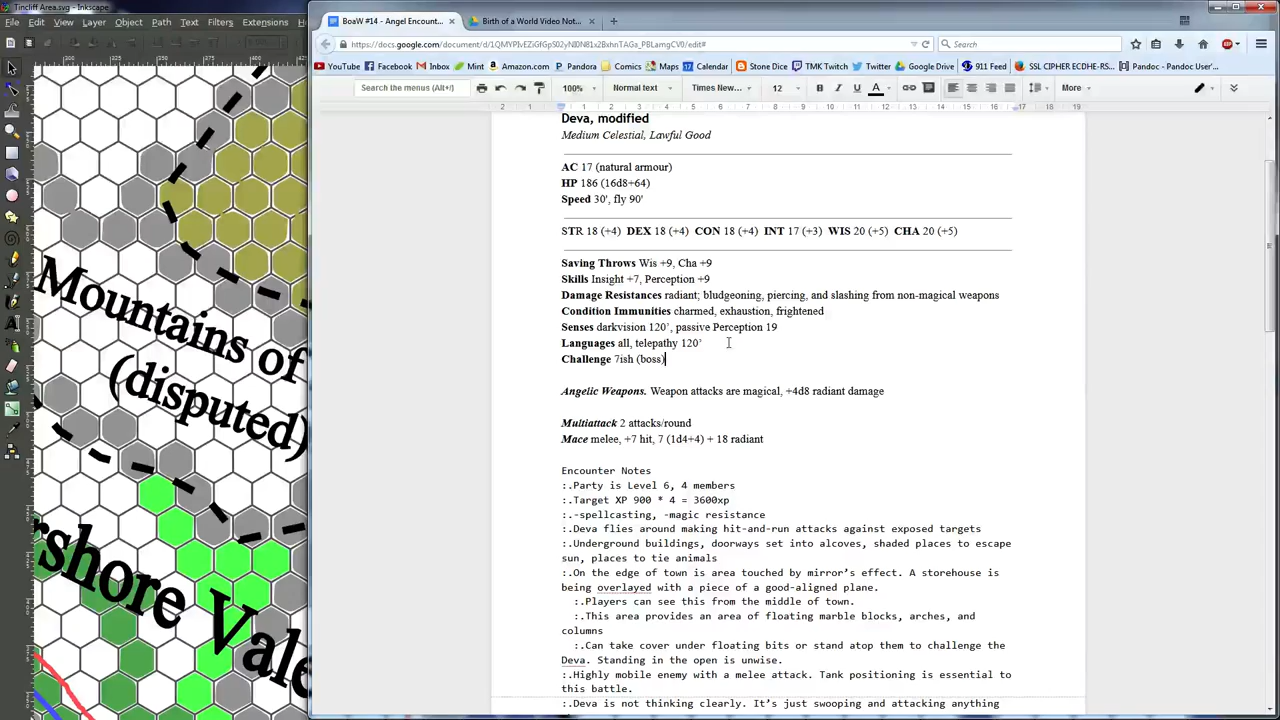 Tincliff Area.svg - Inkscape
File Edit View Layer Object Path Text Filters Extensions
Mountains of
(disputed)
rshore Vale
BoaW #14 - Angel Encount...
Birth of a World Video Not...
Search
YouTube Facebook Inbox Mint Amazon.com Pandora Comics Maps Calendar Stone Dice TMK Twitch Google Drive 911 Feed SSL CIPHER ECDHE-RS... Pandoc - Pandoc User'...
Search the menus (Alt+/) 100% Normal text Times New... 12 B I U A More
Deva, modified
Medium Celestial, Lawful Good
AC 17 (natural armour)
HP 186 (16d8+64)
Speed 30', fly 90'
STR 18 (+4) DEX 18 (+4) CON 18 (+4) INT 17 (+3) WIS 20 (+5) CHA 20 (+5)
Saving Throws Wis +9, Cha +9
Skills Insight +7, Perception +9
Damage Resistances radiant; bludgeoning, piercing, and slashing from non-magical weapons
Condition Immunities charmed, exhaustion, frightened
Senses darkvision 120', passive Perception 19
Languages all, telepathy 120'
Challenge 7ish (boss)
Angelic Weapons. Weapon attacks are magical, +4d8 radiant damage
Multiattack 2 attacks/round
Mace melee, +7 hit, 7 (1d4+4) + 18 radiant
Encounter Notes
:.Party is Level 6, 4 members
:.Target XP 900 * 4 = 3600xp
:.-spellcasting, -magic resistance
:.Deva flies around making hit-and-run attacks against exposed targets
:.Underground buildings, doorways set into alcoves, shaded places to escape
sun, places to tie animals
:.On the edge of town is area touched by mirror's effect. A storehouse is
being overlayed with a piece of a good-aligned plane.
:.Players can see this from the middle of town.
:.This area provides an area of floating marble blocks, arches, and
columns
:.Can take cover under floating bits or stand atop them to challenge the
Deva. Standing in the open is unwise.
:.Highly mobile enemy with a melee attack. Tank positioning is essential to
this battle.
:.Deva is not thinking clearly. It's just swooping and attacking anything